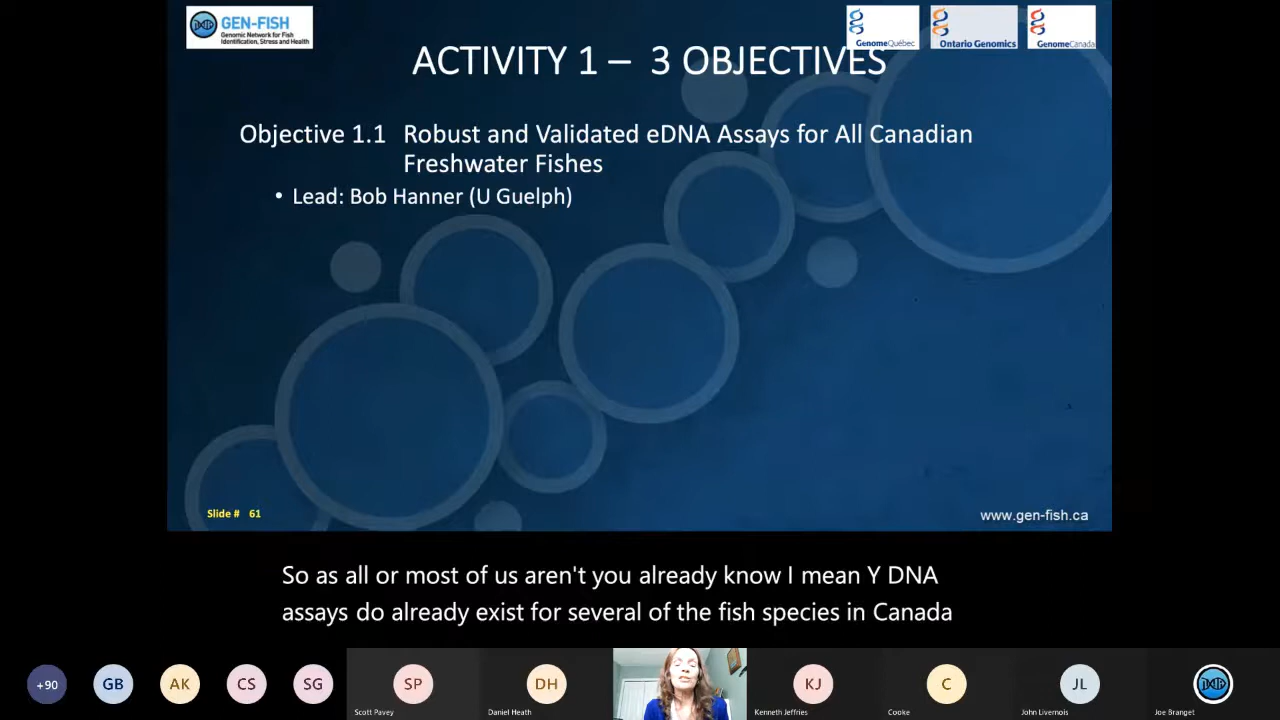 GEN-FISH
Genomic Network for Fish
Identification, Stress and Health
GenomeQuébec
Ontario Genomics
GenomeCanada
ACTIVITY 1 – 3 OBJECTIVES
Objective 1.1 Robust and Validated eDNA Assays for All Canadian
Freshwater Fishes
• Lead: Bob Hanner (U Guelph)
Slide # 61
www.gen-fish.ca
So as all or most of us aren't you already know I mean Y DNA
assays do already exist for several of the fish species in Canada
+90
GB
AK
CS
SG
SP
DH
KJ
C
JL
Scott Pavey
Daniel Heath
Kenneth Jeffries
Cooke
John Livernois
Joe Branget